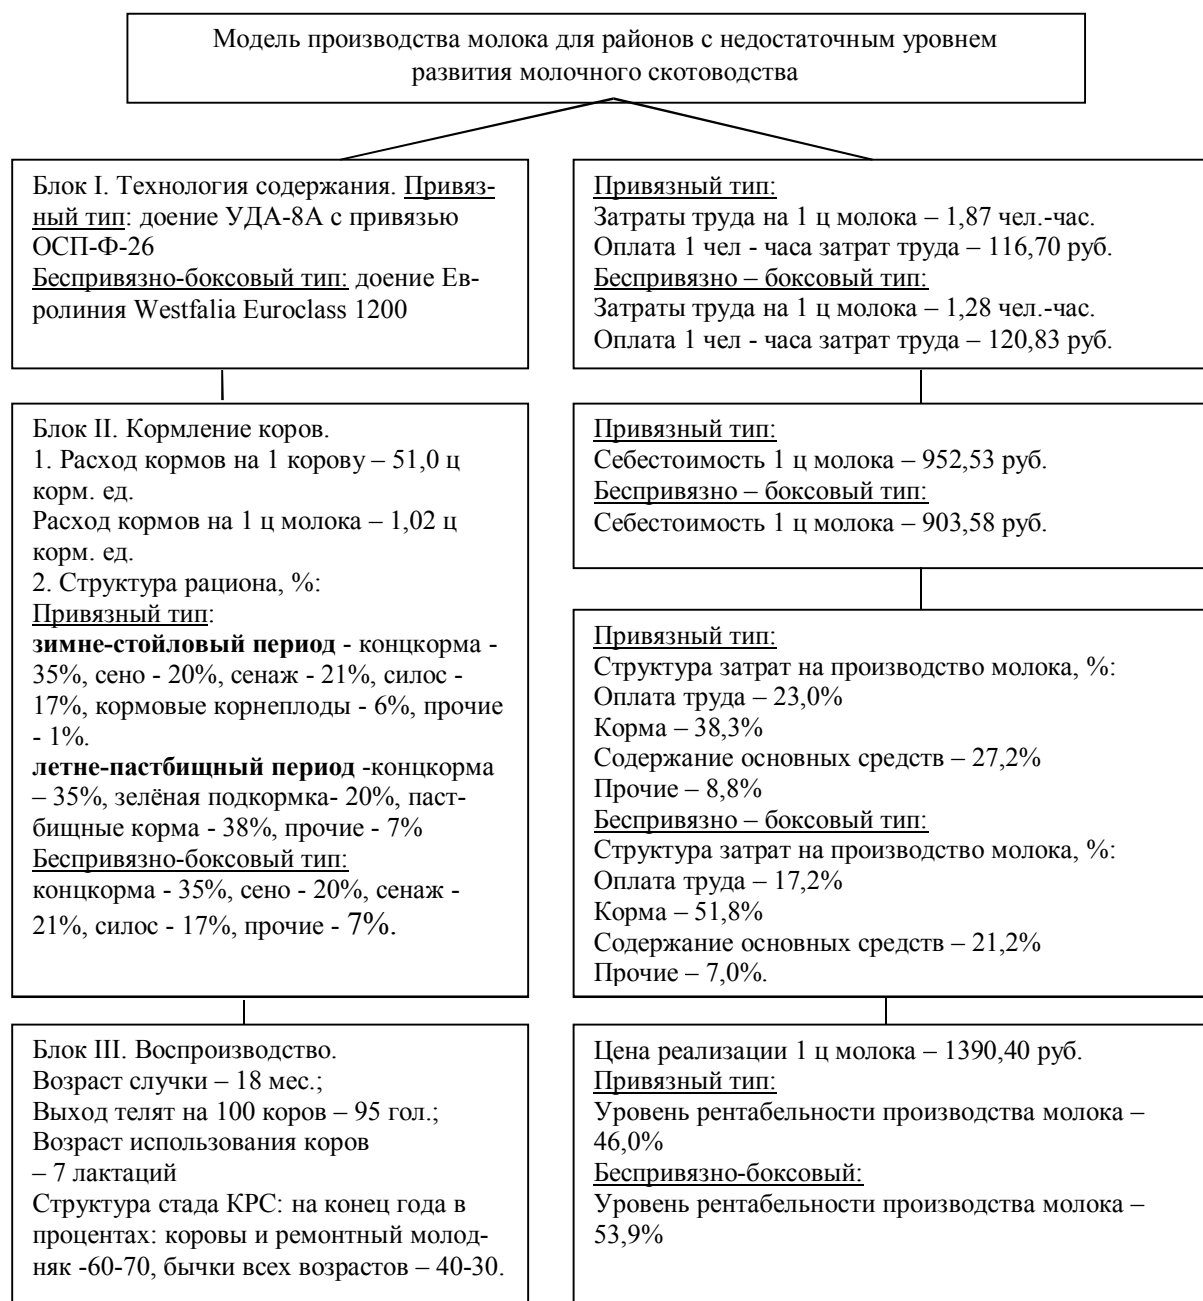 Модель производства молока для районов с недостаточным уровнем
развития молочного скотоводства
Блок I. Технология содержания. Привяз-
ный тип: доение УДА-8А с привязью
ОСП-Ф-26
Беспривязно-боксовый тип: доение Ев-
ролиния Westfalia Euroclass 1200
Привязный тип:
Затраты труда на 1 ц молока – 1,87 чел.-час.
Оплата 1 чел - часа затрат труда – 116,70 руб.
Беспривязно – боксовый тип:
Затраты труда на 1 ц молока – 1,28 чел.-час.
Оплата 1 чел - часа затрат труда – 120,83 руб.
Блок II. Кормление коров.
1. Расход кормов на 1 корову – 51,0 ц
корм. ед.
Расход кормов на 1 ц молока – 1,02 ц
корм. ед.
2. Структура рациона, %:
Привязный тип:
зимне-стойловый период - концкорма -
35%, сено - 20%, сенаж - 21%, силос -
17%, кормовые корнеплоды - 6%, прочие
- 1%.
летне-пастбищный период -концкорма
– 35%, зелёная подкормка- 20%, паст-
бищные корма - 38%, прочие - 7%
Беспривязно-боксовый тип:
концкорма - 35%, сено - 20%, сенаж -
21%, силос - 17%, прочие - 7%.
Привязный тип:
Себестоимость 1 ц молока – 952,53 руб.
Беспривязно – боксовый тип:
Себестоимость 1 ц молока – 903,58 руб.
Привязный тип:
Структура затрат на производство молока, %:
Оплата труда – 23,0%
Корма – 38,3%
Содержание основных средств – 27,2%
Прочие – 8,8%
Беспривязно – боксовый тип:
Структура затрат на производство молока, %:
Оплата труда – 17,2%
Корма – 51,8%
Содержание основных средств – 21,2%
Прочие – 7,0%.
Блок III. Воспроизводство.
Возраст случки – 18 мес.;
Выход телят на 100 коров – 95 гол.;
Возраст использования коров
– 7 лактаций
Структура стада КРС: на конец года в
процентах: коровы и ремонтный молод-
няк -60-70, бычки всех возрастов – 40-30.
Цена реализации 1 ц молока – 1390,40 руб.
Привязный тип:
Уровень рентабельности производства молока –
46,0%
Беспривязно-боксовый:
Уровень рентабельности производства молока –
53,9%